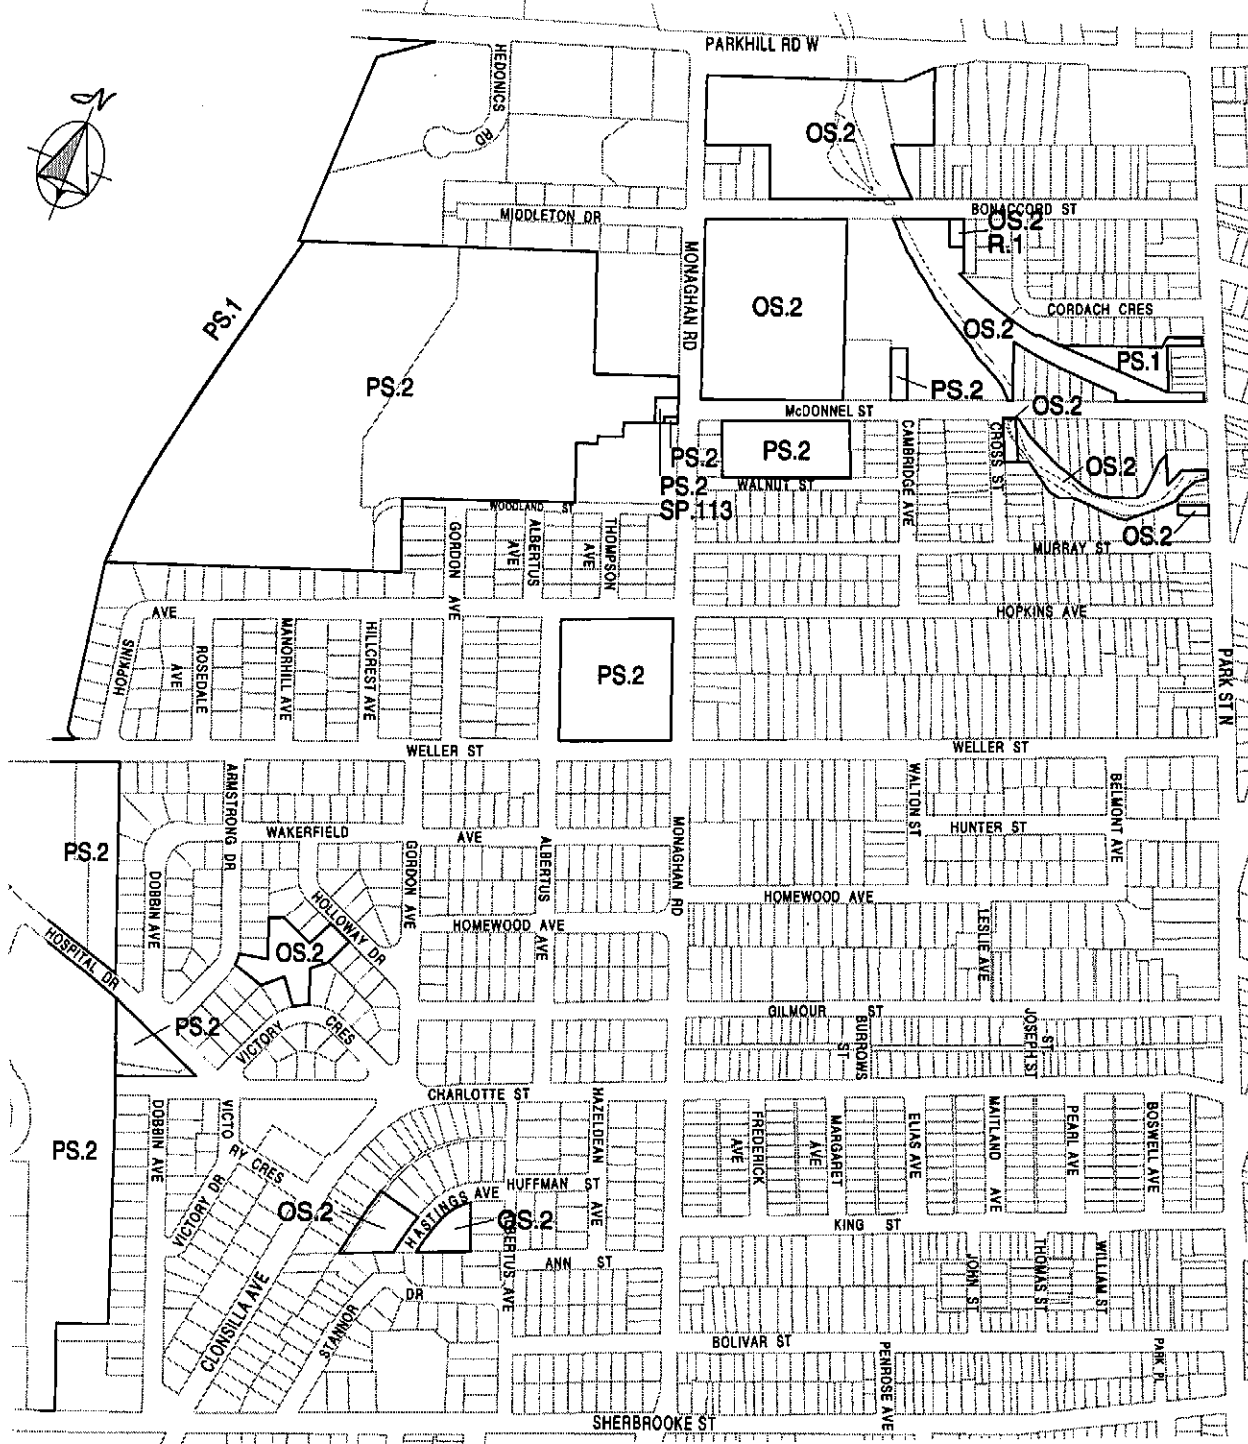 PARKHILL RD W
N
HEDONICS
RD
OS.2
MIDDLETON DR
BONACCORD ST
OS.2
R.1
MONAGHAN RD
PS.1
OS.2
OS.2
CORDACH CRES
PS.1
PS.2
PS.2
McDONNEL ST
OS.2
PS.2
PS.2
CAMBRIDGE AVE
CROSS ST
OS.2
PS.2
SP.113
WALNUT ST
WOODLAND ST
OS.2
GORDON AVE
ALBERTUS AVE
THOMPSON AVE
MURRAY ST
HOPKINS AVE
HOPKINS AVE
ROSEDALE AVE
MANORHILL AVE
HILLCREST AVE
PS.2
PARK ST N
WELLER ST
WELLER ST
ARMSTRONG DR
WALTON ST
BELMONT AVE
WAKERFIELD AVE
HUNTER ST
PS.2
GORDON AVE
ALBERTUS AVE
MONAGHAN RD
DOBBIN AVE
HOLLOWAY DR
HOMEWOOD AVE
HOMEWOOD AVE
LESLIE AVE
HOSPITAL DR
OS.2
PS.2
VICTORY CRES
GILMOUR ST
BURROWS ST
JOSEPH ST
CHARLOTTE ST
DOBBIN AVE
VICTORY CRES
HAZELDEAN AVE
FREDERICK AVE
MARGARET AVE
ELIAS AVE
MAITLAND AVE
PEARL AVE
BOSWELL AVE
PS.2
VICTORY DR
HUFFMAN ST
HASTINGS AVE
OS.2
OS.2
KING ST
BERTUS AVE
ANN ST
CLONSILLA AVE
STANNOR DR
JOHN ST
THOMAS ST
WILLIAM ST
BOLIVAR ST
PENROSE AVE
PARK PL
SHERBROOKE ST